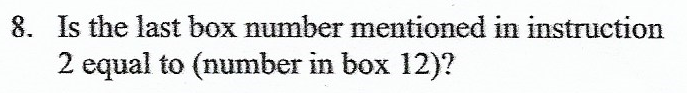 8. Is the last box number mentioned in instruction
2 equal to (number in box 12)?